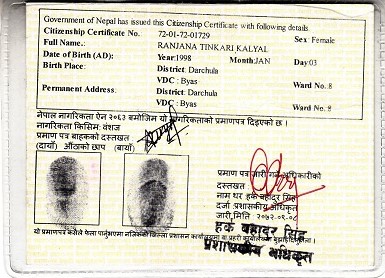 Government of Nepal has issued this Citizenship Certificate with following details.
Citizenship Certificate No. 72-01-72-01729 Sex: Female
Full Name: RANJANA TINKARI KALYAL
Date of Birth (AD): Year:1998 Month:JAN Day:03
Birth Place: District: Darchula
VDC : Byas Ward No. 8
Permanent Address. District: Darchula
VDC : Byas Ward No. 8
नेपाल नागरिकता ऐन २०६३ बमोजिम यो नागरिकताको प्रमाणपत्र दिइएको छ ।
नागरिकता किसिम: वंशज
प्रमाण पत्र वाहकको दस्तखत :
(दायाँ) औंठाको छाप (बायाँ)
प्रमाण पत्र जारी गर्ने अधिकारीको
दस्तखत :
नाम थर हर्क बहादुर सिंह
दर्जा :प्रशासकीय अधिकृत
जारी मिति : २०७२-०९-०८
हर्क बहादुर सिंह
प्रशासकीय अधिकृत
यो प्रमाणपत्र कसैले फेला पार्नुभएमा नजिकको जिल्ला प्रशासन कार्यालय वा प्रहरी